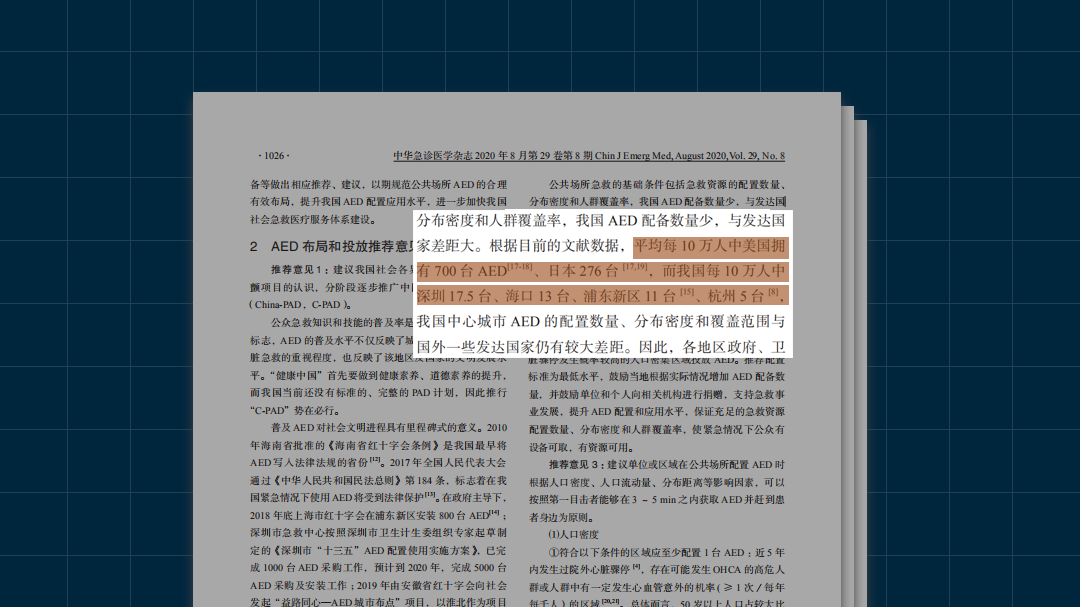 · 1026 ·
中华急诊医学杂志 2020 年 8 月第 29 卷第 8 期 Chin J Emerg Med, August 2020, Vol. 29, No. 8
备等做出相应推荐、建议，以期规范公共场所 AED 的合理
有效布局，提升我国 AED 配置应用水平，进一步加快我国
社会急救医疗服务体系建设。
2 AED 布局和投放推荐意见
推荐意见 1：建议我国社会各界
颤项目的认识，分阶段逐步推广中
（China-PAD，C-PAD）。
公众急救知识和技能的普及率是
标志，AED 的普及水平不仅反映了城
脏急救的重视程度，也反映了该地区及国家的文明发展水
平。“健康中国”首先要做到健康素养、道德素养的提升，
而我国当前还没有标准的、完整的 PAD 计划，因此推行
“C-PAD”势在必行。
普及 AED 对社会文明进程具有里程碑式的意义。2010
年海南省批准的《海南省红十字会条例》是我国最早将
AED 写入法律法规的省份 [12]。2017 年全国人民代表大会
通过《中华人民共和国民法总则》第 184 条，标志着在我
国紧急情况下使用 AED 将受到法律保护[13]。在政府主导下，
2018 年底上海市红十字会在浦东新区安装 800 台 AED[14]；
深圳市急救中心按照深圳市卫生计生委组织专家起草制
定的《深圳市“十三五”AED 配置使用实施方案》，已完
成 1000 台 AED 采购工作，预计到 2020 年，完成 5000 台
AED 采购及安装工作；2019 年由安徽省红十字会向社会
发起“益路同心—AED 城市布点”项目，以淮北作为项目
公共场所急救的基础条件包括急救资源的配置数量、
分布密度和人群覆盖率，我国 AED 配备数量少，与发达国
分布密度和人群覆盖率，我国 AED 配备数量少，与发达国
家差距大。根据目前的文献数据，平均每 10 万人中美国拥
有 700 台 AED[17-18]、日本 276 台 [17,19]，而我国每 10 万人中
深圳 17.5 台、海口 13 台、浦东新区 11 台 [15]、杭州 5 台 [8]，
我国中心城市 AED 的配置数量、分布密度和覆盖范围与
国外一些发达国家仍有较大差距。因此，各地区政府、卫
脏骤停发生概率较高的人口密集区域投放 AED。推荐配置
标准为最低水平，鼓励当地根据实际情况增加 AED 配备数
量，并鼓励单位和个人向相关机构进行捐赠，支持急救事
业发展，提升 AED 配置和应用水平，保证充足的急救资源
配置数量、分布密度和人群覆盖率，使紧急情况下公众有
设备可取，有资源可用。
推荐意见 3：建议单位或区域在公共场所配置 AED 时
根据人口密度、人口流动量、分布距离等影响因素，可以
按照第一目击者能够在 3 ~ 5 min 之内获取 AED 并赶到患
者身边为原则。
⑴人口密度
①符合以下条件的区域应至少配置 1 台 AED：近 5 年
内发生过院外心脏骤停 [4]，存在可能发生 OHCA 的高危人
群或人群中有一定发生心血管意外的机率（≥ 1 次 / 每年
每千人）的区域[20,21]。总体而言，50 岁以上人口占较大比